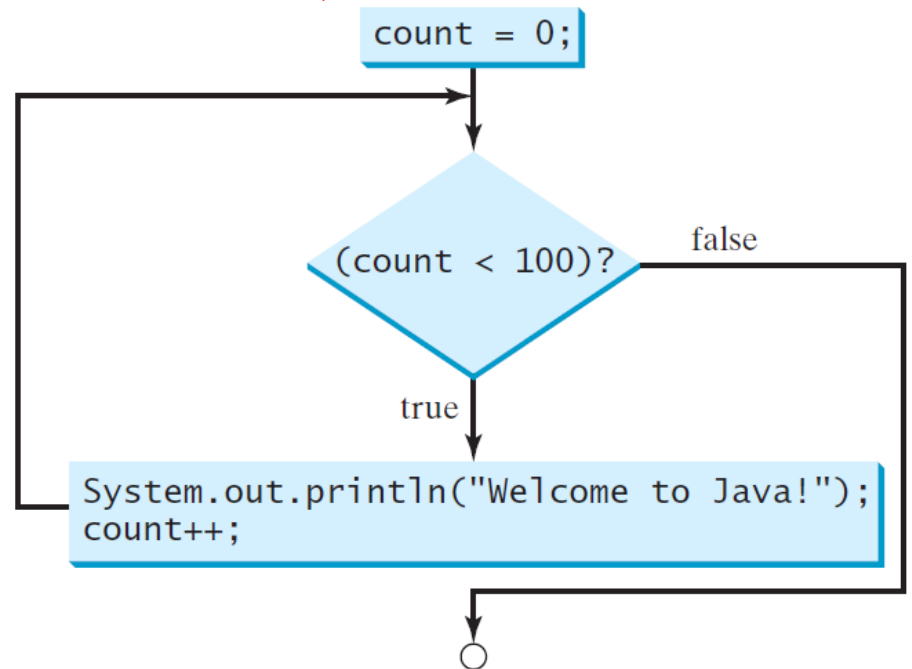 count = 0;
(count < 100)?
false
true
System.out.println("Welcome to Java!");
count++;